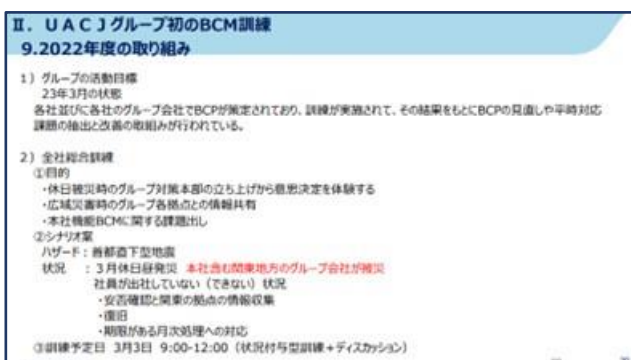 Ⅱ．ＵＡＣＪグループ初のBCM訓練
9.2022年度の取り組み
1）グループの活動目標
23年3月の状態
各社並びに各社のグループ会社でBCPが策定されており、訓練が実施されて、その結果をもとにBCPの見直しや平時対応
課題の抽出と改善の取組みが行われている。
2）全社総合訓練
①目的
・休日被災時のグループ対策本部の立ち上げから意思決定を体験する
・広域災害時のグループ各拠点との情報共有
・本社機能BCMに関する課題出し
②シナリオ案
ハザード：首都直下型地震
状況　：３月休日昼発災　本社含む関東地方のグループ会社が被災
社員が出社していない（できない）状況
・安否確認と関東の拠点の情報収集
・復旧
・期限がある月次処理への対応
③訓練予定日　3月3日　9:00-12:00（状況付与型訓練+ディスカッション）